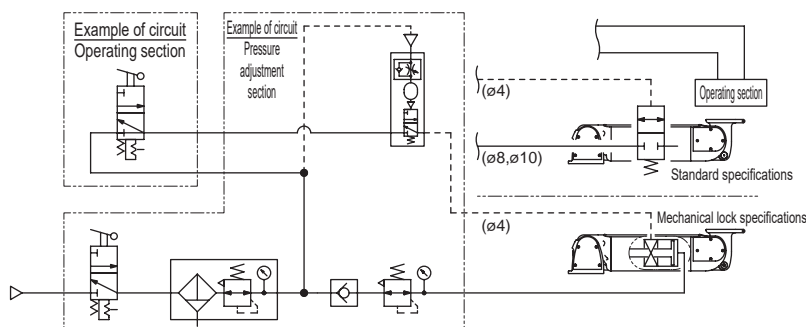 Example of circuit
Operating section
Example of circuit
Pressure
adjustment
section
(ø4)
Operating section
(ø8,ø10)
Standard specifications
Mechanical lock specifications
(ø4)